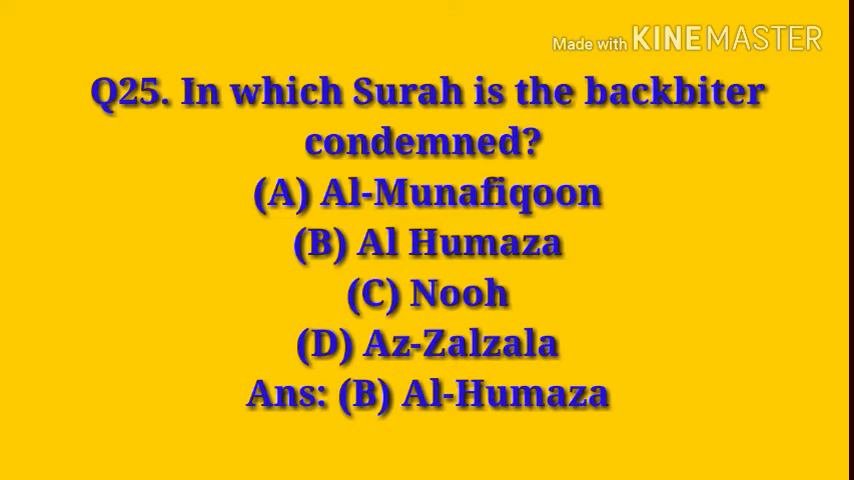 Made with KINEMASTER
Q25. In which Surah is the backbiter
condemned?
(A) Al-Munafiqoon
(B) Al Humaza
(C) Nooh
(D) Az-Zalzala
Ans: (B) Al-Humaza